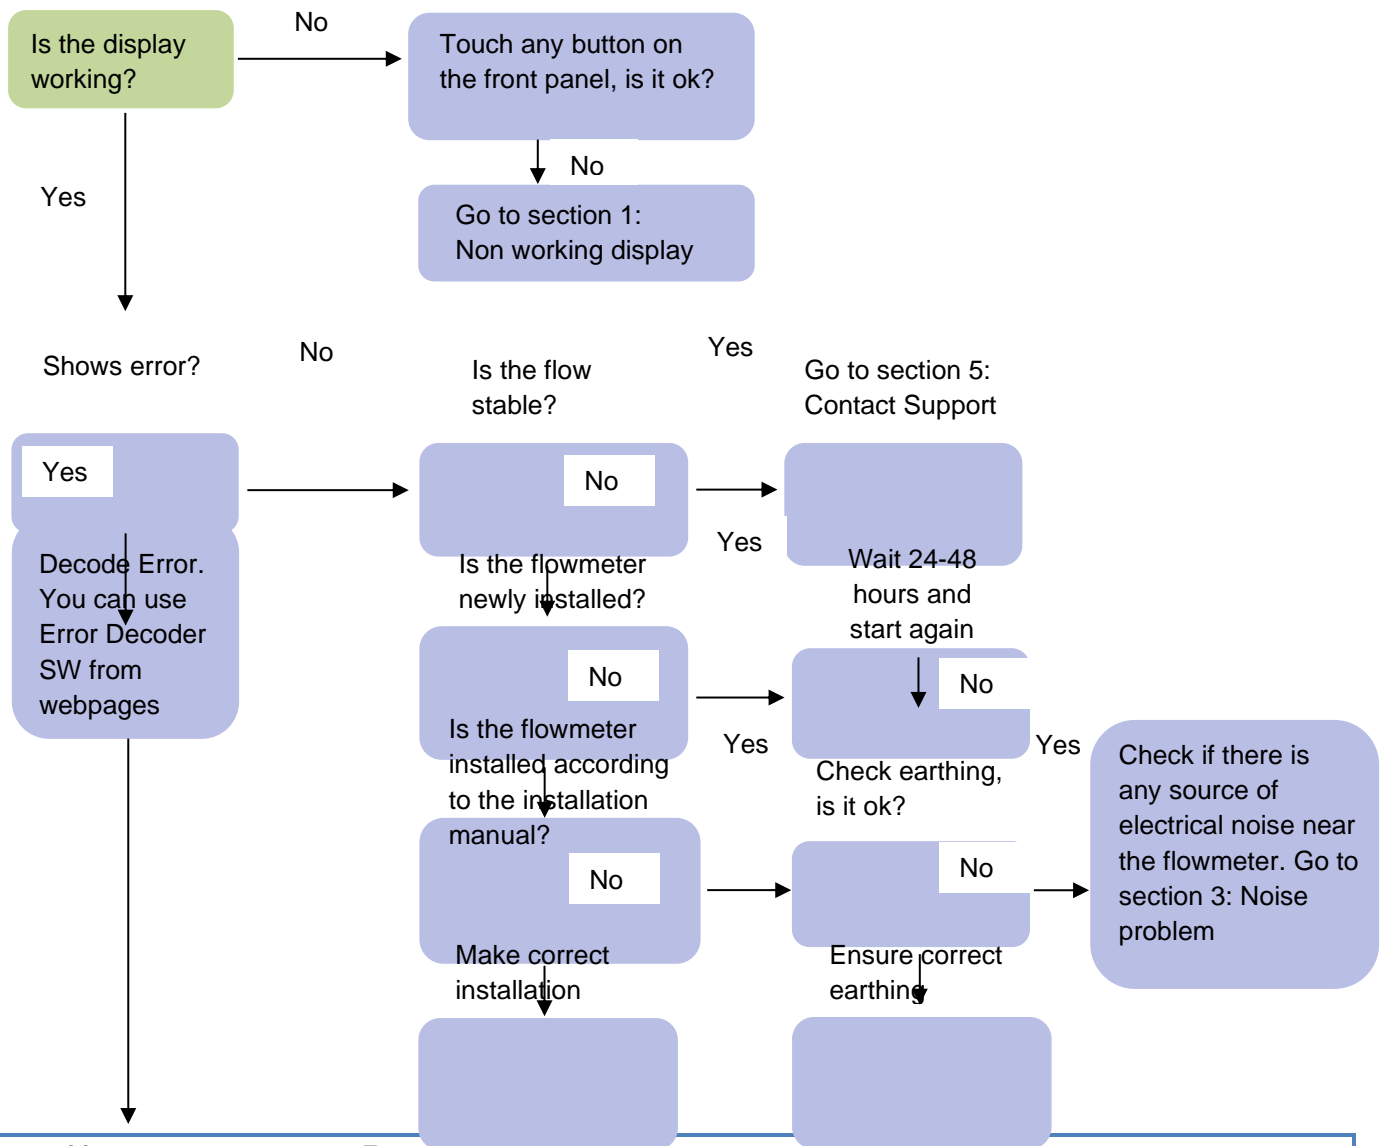 Is the display
working?
No
Touch any button on
the front panel, is it ok?
No
Go to section 1:
Non working display
Yes
Shows error?
No
Is the flow
stable?
Yes
Go to section 5:
Contact Support
Yes
No
Yes
Decode Error.
You can use
Error Decoder
SW from
webpages
Is the flowmeter
newly installed?
Wait 24-48
hours and
start again
No
Yes
No
Is the flowmeter
installed according
to the installation
manual?
Check earthing,
is it ok?
Yes
Check if there is
any source of
electrical noise near
the flowmeter. Go to
section 3: Noise
problem
No
No
Make correct
installation
Ensure correct
earthing